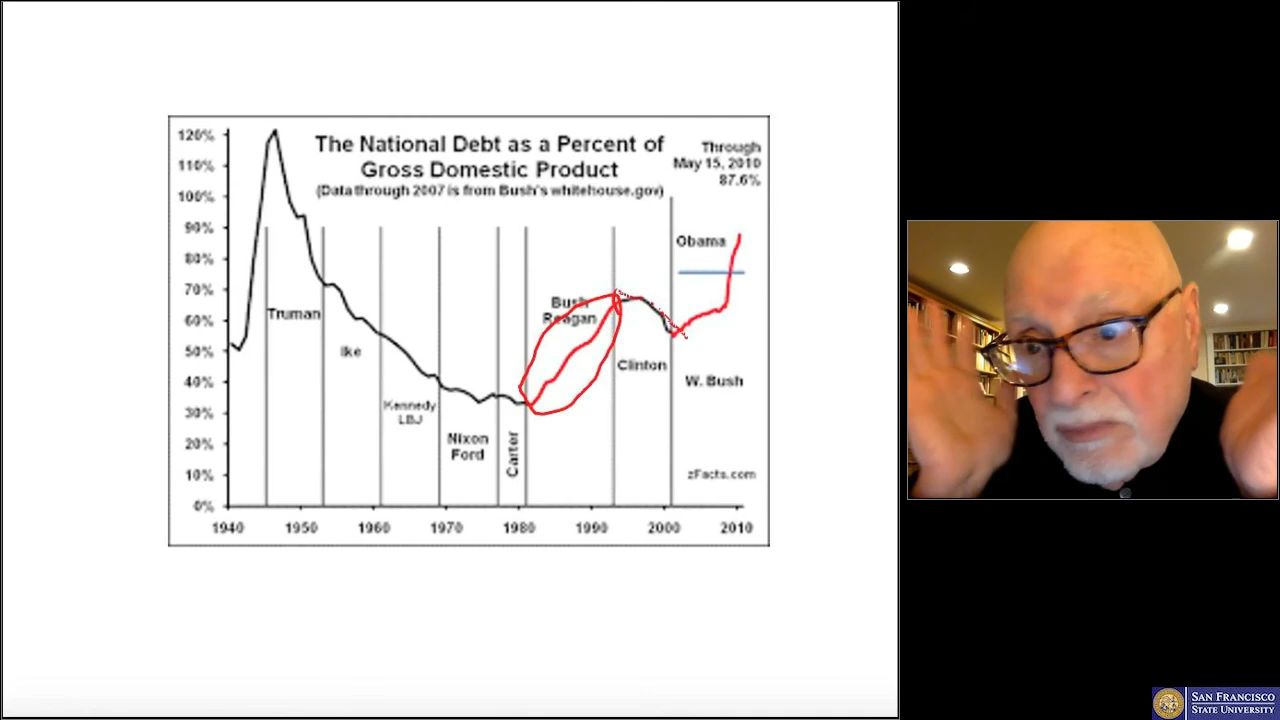 The National Debt as a Percent of
Gross Domestic Product
(Data through 2007 is from Bush's whitehouse.gov)
Through
May 15, 2010
87.6%
120%
110%
100%
90%
80%
70%
60%
50%
40%
30%
20%
10%
0%
Truman
Ike
Kennedy
LBJ
Nixon
Ford
Carter
Bush
Reagan
Clinton
Obama
W. Bush
zFacts.com
1940
1950
1960
1970
1980
1990
2000
2010
SAN FRANCISCO
STATE UNIVERSITY